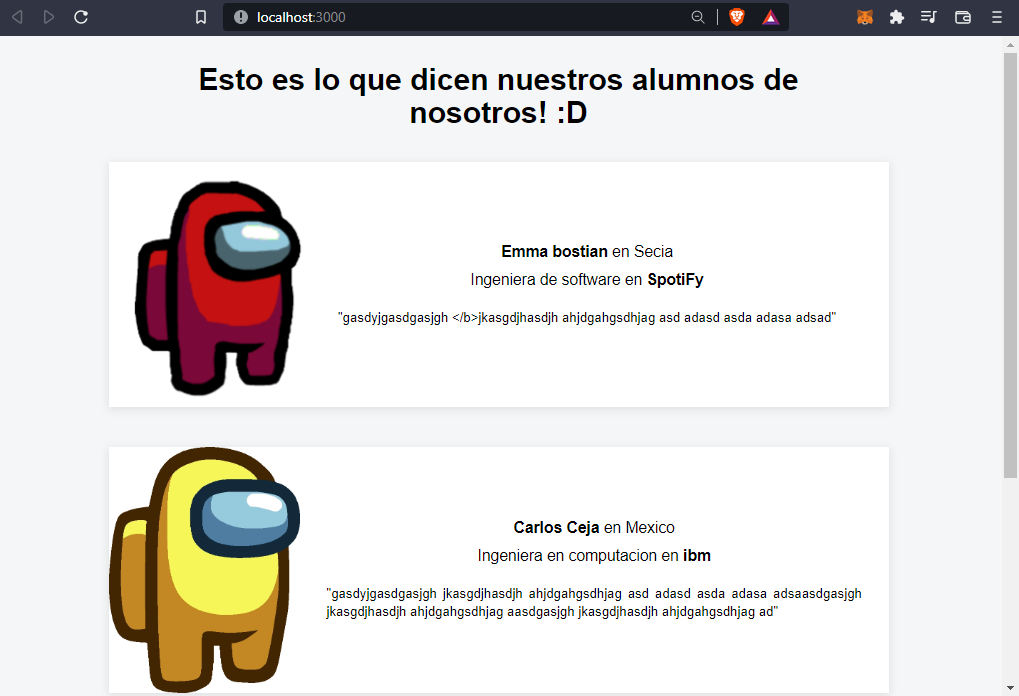 localhost:3000
Esto es lo que dicen nuestros alumnos de
nosotros! :D
Emma bostian en Secia
Ingeniera de software en SpotiFy
"gasdyjgasdgasjgh </b>jkasgdjhasdjh ahjdgahgsdhjag asd adasd asda adasa adsad"
Carlos Ceja en Mexico
Ingeniera en computacion en ibm
"gasdyjgasdgasjgh jkasgdjhasdjh ahjdgahgsdhjag asd adasd asda adasa adsaasdgasjgh
jkasgdjhasdjh ahjdgahgsdhjag aasdgasjgh jkasgdjhasdjh ahjdgahgsdhjag ad"